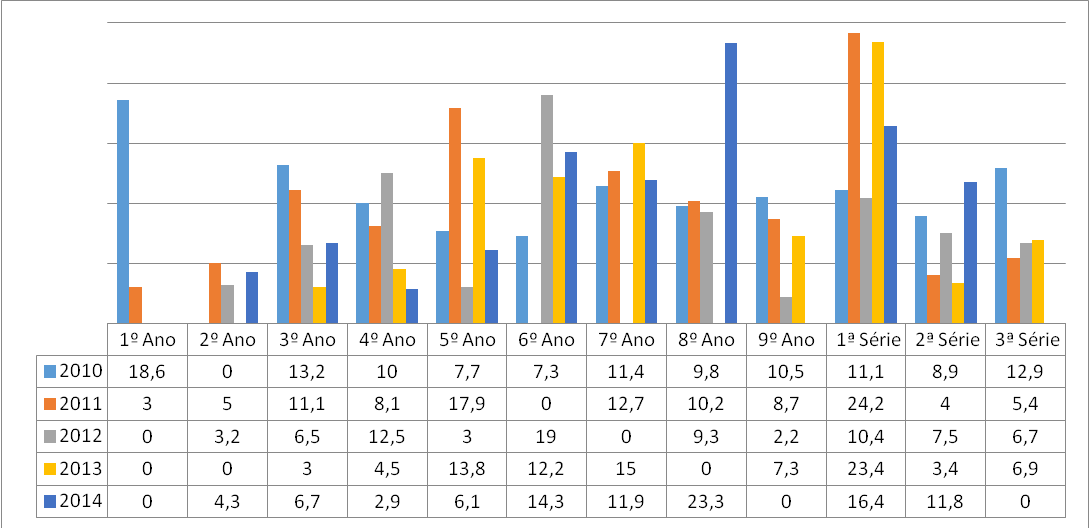 1º Ano 2º Ano 3º Ano 4º Ano 5º Ano 6º Ano 7º Ano 8º Ano 9º Ano 1ª Série 2ª Série 3ª Série
2010 18,6 0 13,2 10 7,7 7,3 11,4 9,8 10,5 11,1 8,9 12,9
2011 3 5 11,1 8,1 17,9 0 12,7 10,2 8,7 24,2 4 5,4
2012 0 3,2 6,5 12,5 3 19 0 9,3 2,2 10,4 7,5 6,7
2013 0 0 3 4,5 13,8 12,2 15 0 7,3 23,4 3,4 6,9
2014 0 4,3 6,7 2,9 6,1 14,3 11,9 23,3 0 16,4 11,8 0